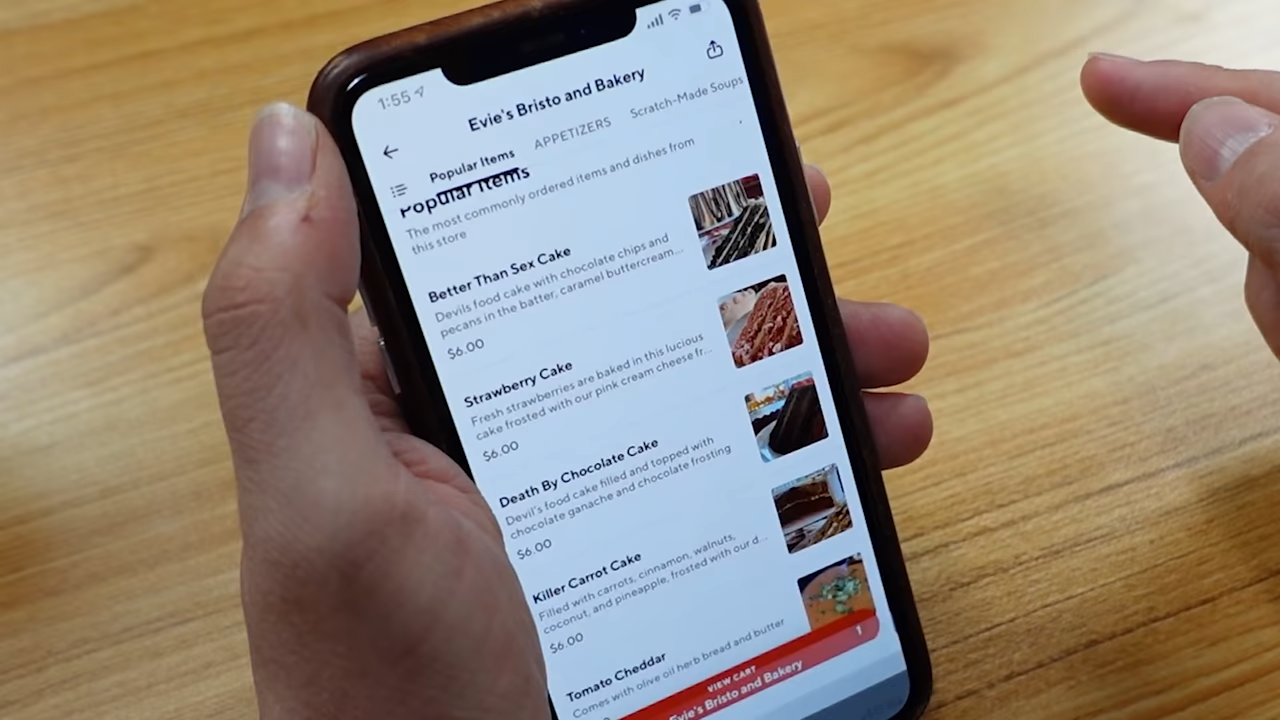 1:55
Evie's Bristo and Bakery
Popular Items
APPETIZERS
Scratch-Made Soups
Popular Items
The most commonly ordered items and dishes from
this store
Better Than Sex Cake
Devils food cake with chocolate chips and
pecans in the batter, caramel buttercream...
$6.00
Strawberry Cake
Fresh strawberries are baked in this lucious
cake frosted with our pink cream cheese fr...
$6.00
Death By Chocolate Cake
Devil's food cake filled and topped with
chocolate ganache and chocolate frosting
$6.00
Killer Carrot Cake
Filled with carrots, cinnamon, walnuts,
coconut, and pineapple, frosted with our d...
$6.00
Tomato Cheddar
Comes with olive oil herb bread and butter
VIEW CART
Evie's Bristo and Bakery
1